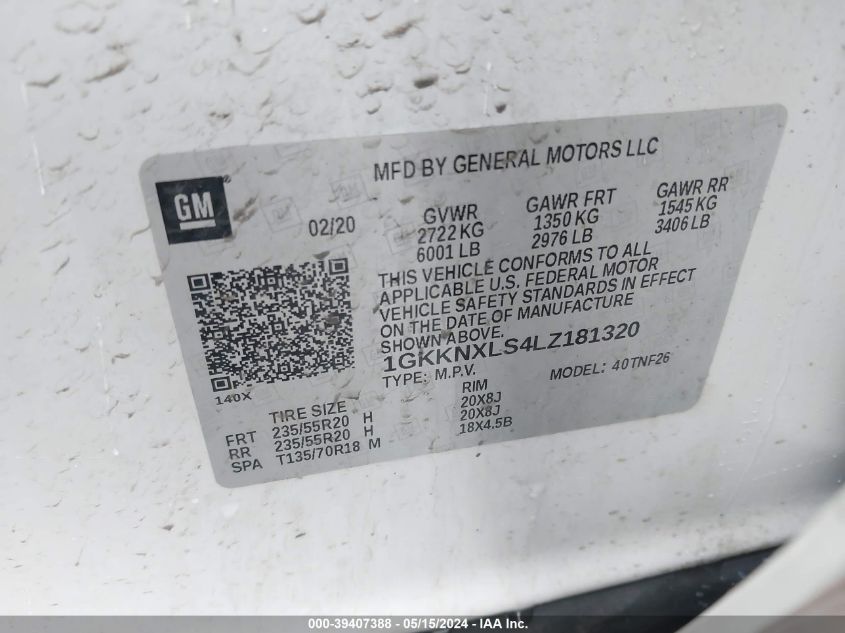 MFD BY GENERAL MOTORS LLC
GM
02/20
GVWR GAWR FRT GAWR RR
2722 KG 1350 KG 1545 KG
6001 LB 2976 LB 3406 LB
THIS VEHICLE CONFORMS TO ALL
APPLICABLE U.S. FEDERAL MOTOR
VEHICLE SAFETY STANDARDS IN EFFECT
ON THE DATE OF MANUFACTURE
SHOWN ABOVE.
1GKKNXLS4LZ181320
TYPE: M.P.V. MODEL: 40TNF26
140X
TIRE SIZE RIM
FRT 235/55R20 H 20X8J
RR 235/55R20 H 20X8J
SPA T135/70R18 M 18X4.5B
000-39407388 - 05/15/2024 - IAA Inc.